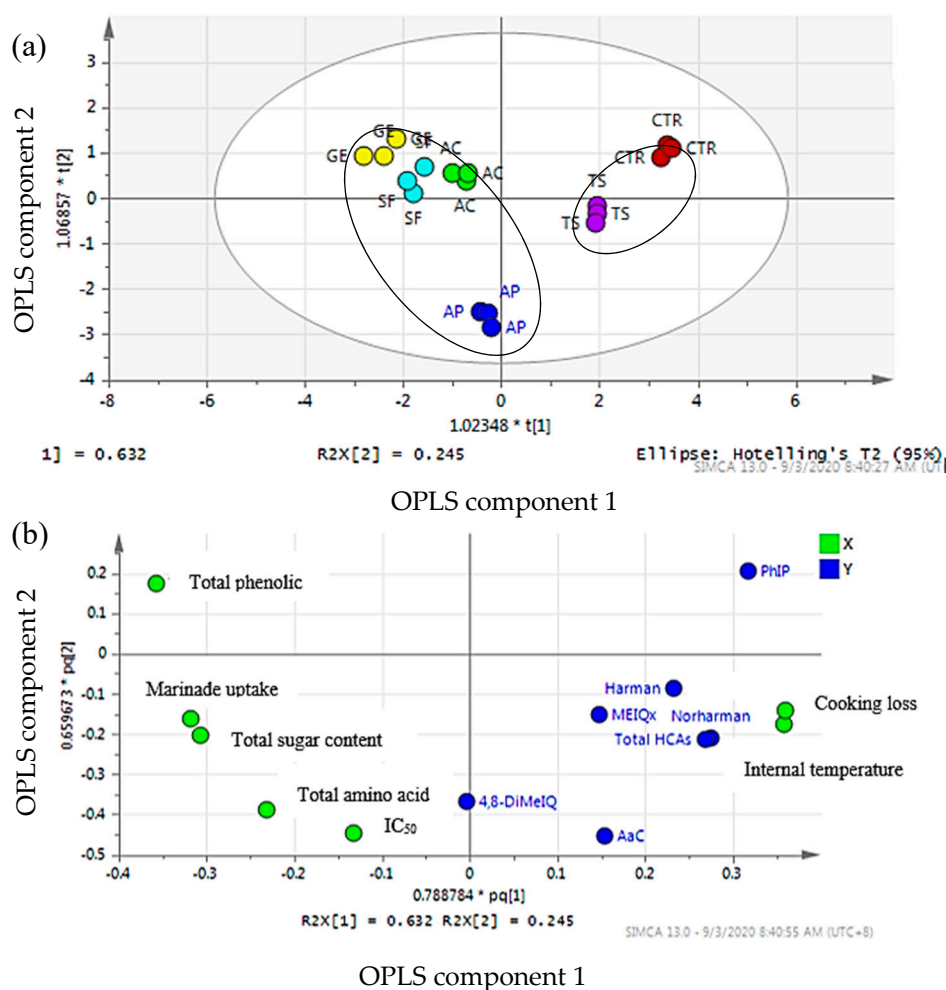 (a)
OPLS component 2
1.06857 * t[2]
3
2
1
0
-1
-2
-3
-4
GE GE GE SF AC CTR
GE AC CTR CTR
SF SF AC TS
TS TS
AP
AP AP
-8 -6 -4 -2 0 2 4 6
1.02348 * t[1]
1] = 0.632 R2X[2] = 0.245 Ellipse: Hotelling's T2 (95%)
SIMCA 13.0 - 9/3/2020 8:40:27 AM (UT
OPLS component 1
(b)
OPLS component 2
0.659673 * pq[2]
X
Y
0.2
0.1
0
-0.1
-0.2
-0.3
-0.4
-0.5
PhIP
Total phenolic
Marinade uptake
Harman
Cooking loss
MEIQx Norharman
Total sugar content
Total HCAs
Internal temperature
Total amino acid
4,8-DiMeIQ
IC50
AaC
-0.4 -0.3 -0.2 -0.1 0 0.1 0.2 0.3
0.788784 * pq[1]
R2X[1] = 0.632 R2X[2] = 0.245
SIMCA 13.0 - 9/3/2020 8:40:55 AM (UTC+8)
OPLS component 1